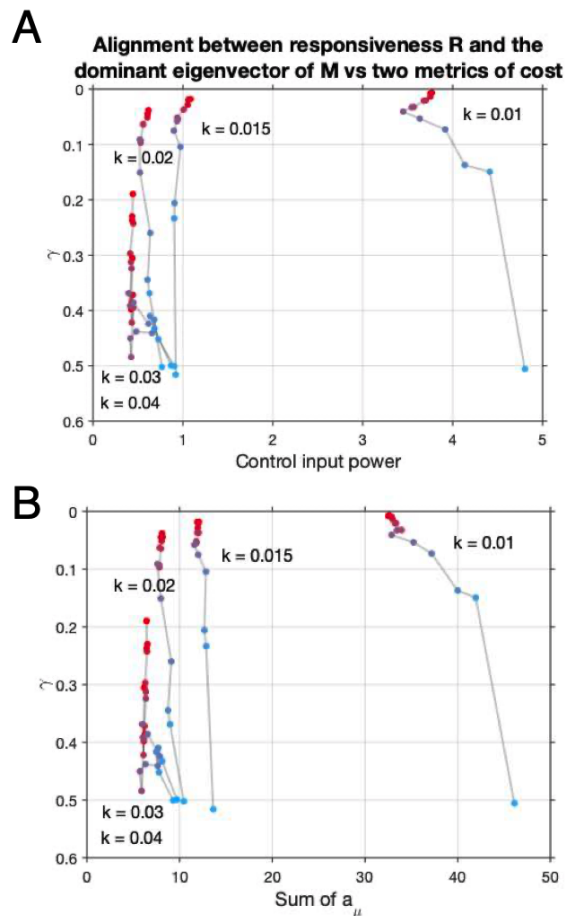 A
Alignment between responsiveness R and the
dominant eigenvector of M vs two metrics of cost
0
0.1
0.2
0.3
0.4
0.5
0.6
γ
k = 0.01
k = 0.015
k = 0.02
k = 0.03
k = 0.04
0 1 2 3 4 5
Control input power
B
0
0.1
0.2
0.3
0.4
0.5
0.6
γ
k = 0.01
k = 0.015
k = 0.02
k = 0.03
k = 0.04
0 10 20 30 40 50
Sum of a_μ